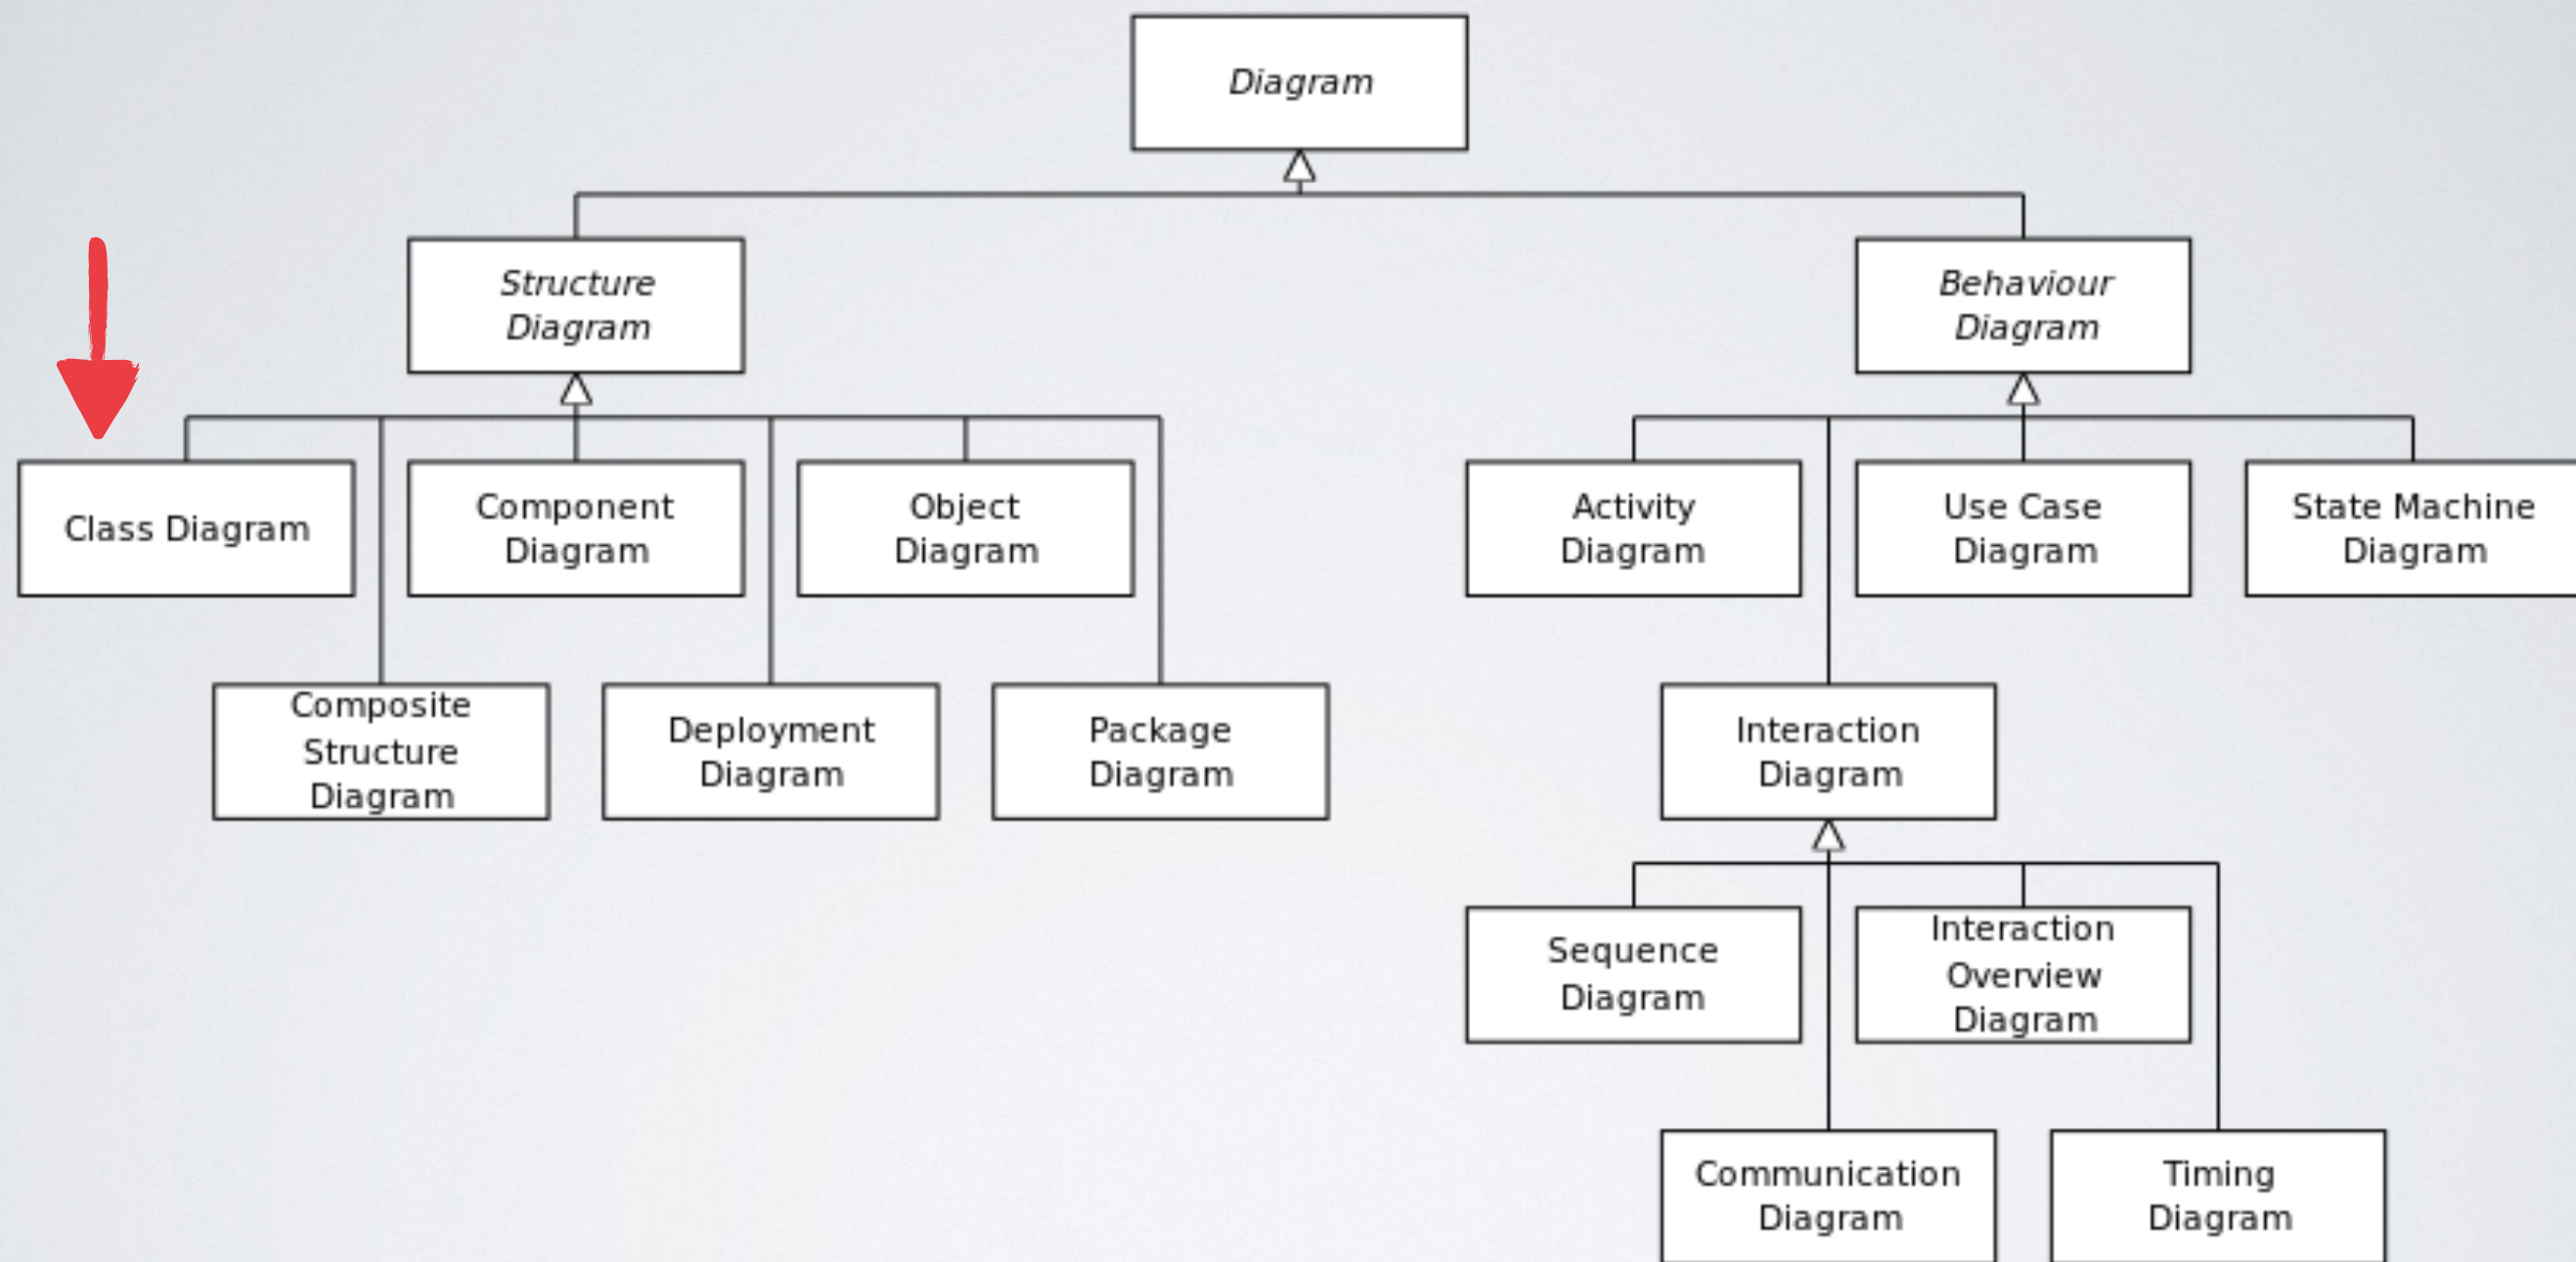 Diagram
Structure
Diagram
Behaviour
Diagram
Class Diagram
Component
Diagram
Object
Diagram
Activity
Diagram
Use Case
Diagram
State Machine
Diagram
Composite
Structure
Diagram
Deployment
Diagram
Package
Diagram
Interaction
Diagram
Sequence
Diagram
Interaction
Overview
Diagram
Communication
Diagram
Timing
Diagram